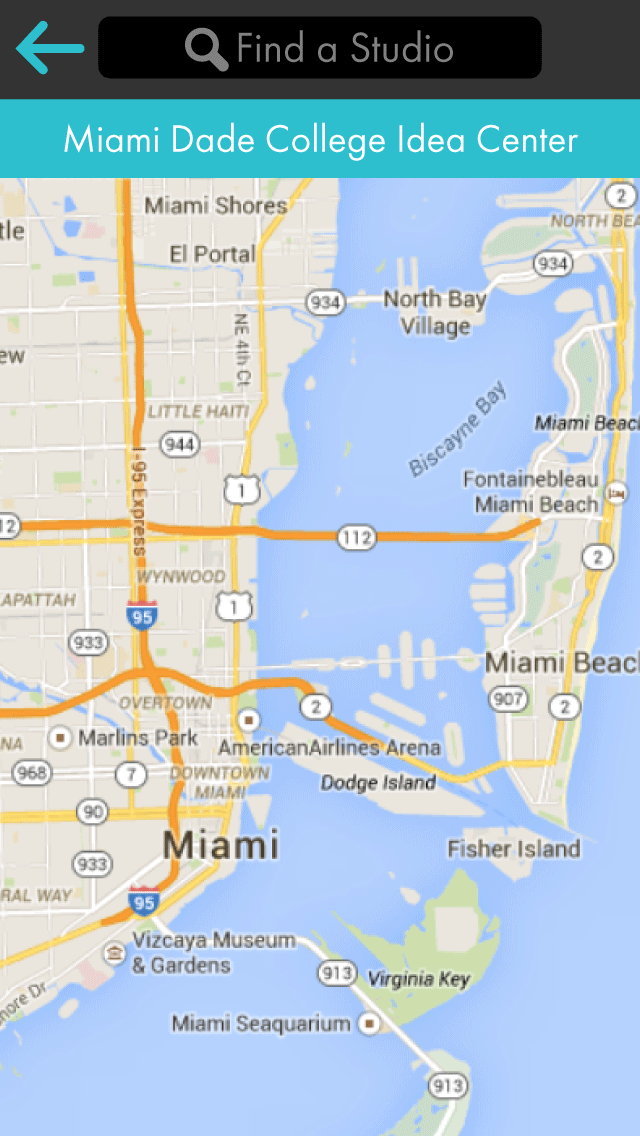 Find a Studio
Miami Dade College Idea Center
2
Miami Shores
NORTH BEA
tle
El Portal
934
934
North Bay
Village
NE 4th Ct
ew
LITTLE HAITI
Biscayne Bay
Miami Beac
944
I-95 Express
Fontainebleau
Miami Beach
1
12
112
2
WYNWOOD
APATTAH
1
95
933
Miami Beach
OVERTOWN
907
2
2
NA
Marlins Park
AmericanAirlines Arena
968
7
DOWNTOWN
MIAMI
Dodge Island
90
Miami
Fisher Island
933
RAL WAY
95
Vizcaya Museum
& Gardens
913
Virginia Key
nore Dr
Miami Seaquarium
913